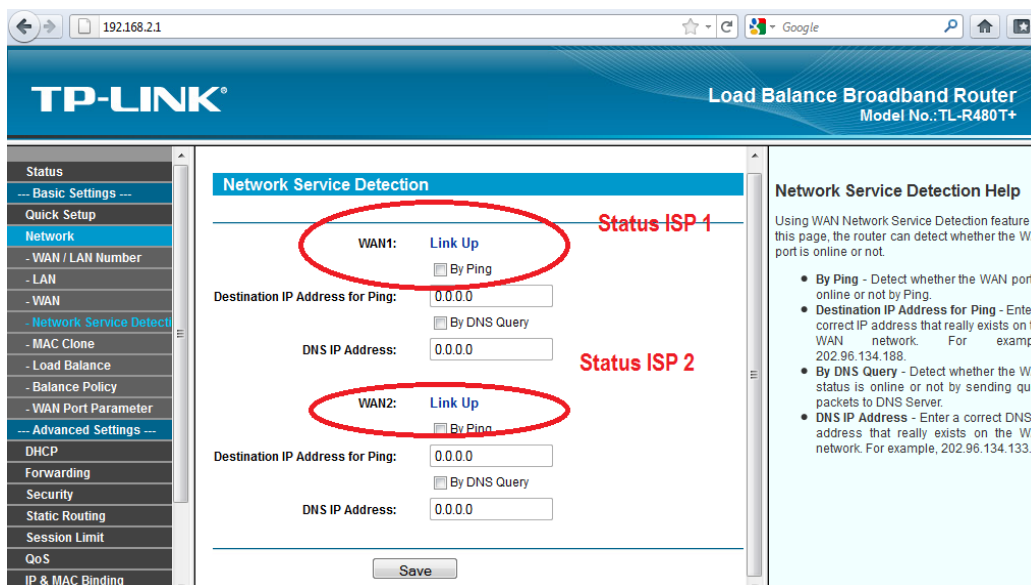 192.168.2.1
Google
TP-LINK®
Load Balance Broadband Router
Model No.:TL-R480T+
Status
--- Basic Settings ---
Quick Setup
Network
- WAN / LAN Number
- LAN
- WAN
- Network Service Detecti
- MAC Clone
- Load Balance
- Balance Policy
- WAN Port Parameter
--- Advanced Settings ---
DHCP
Forwarding
Security
Static Routing
Session Limit
QoS
IP & MAC Binding
Network Service Detection
Status ISP 1
WAN1: Link Up
By Ping
Destination IP Address for Ping: 0.0.0.0
By DNS Query
DNS IP Address: 0.0.0.0
Status ISP 2
WAN2: Link Up
By Ping
Destination IP Address for Ping: 0.0.0.0
By DNS Query
DNS IP Address: 0.0.0.0
Save
Network Service Detection Help
Using WAN Network Service Detection feature
this page, the router can detect whether the W
port is online or not.
By Ping - Detect whether the WAN port
online or not by Ping.
Destination IP Address for Ping - Ente
correct IP address that really exists on
WAN network. For examp
202.96.134.188.
By DNS Query - Detect whether the W
status is online or not by sending qu
packets to DNS Server.
DNS IP Address - Enter a correct DNS
address that really exists on the W
network. For example, 202.96.134.133.